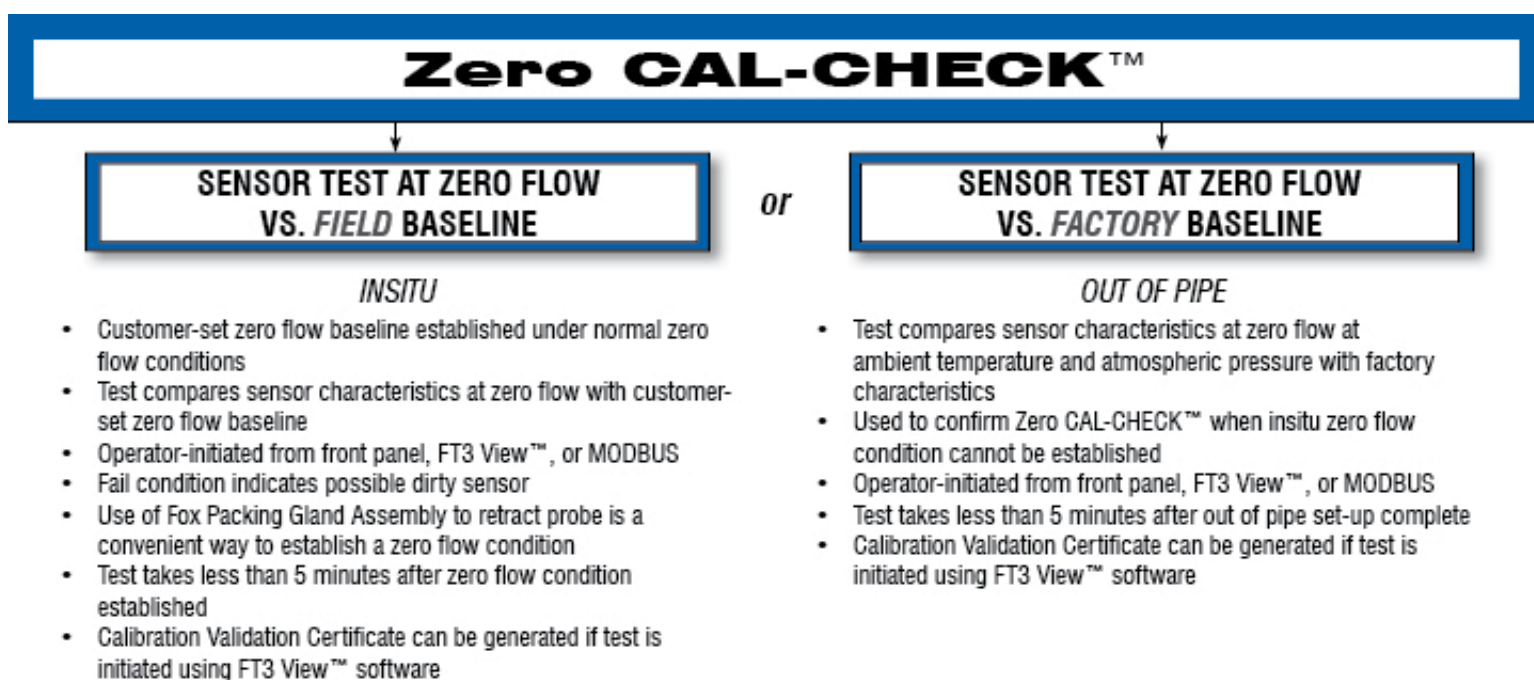 Zero CAL-CHECK™
SENSOR TEST AT ZERO FLOW
VS. FIELD BASELINE
or
SENSOR TEST AT ZERO FLOW
VS. FACTORY BASELINE
INSITU
• Customer-set zero flow baseline established under normal zero
flow conditions
• Test compares sensor characteristics at zero flow with customer-
set zero flow baseline
• Operator-initiated from front panel, FT3 View™, or MODBUS
• Fail condition indicates possible dirty sensor
• Use of Fox Packing Gland Assembly to retract probe is a
convenient way to establish a zero flow condition
• Test takes less than 5 minutes after zero flow condition
established
• Calibration Validation Certificate can be generated if test is
initiated using FT3 View™ software
OUT OF PIPE
• Test compares sensor characteristics at zero flow at
ambient temperature and atmospheric pressure with factory
characteristics
• Used to confirm Zero CAL-CHECK™ when insitu zero flow
condition cannot be established
• Operator-initiated from front panel, FT3 View™, or MODBUS
• Test takes less than 5 minutes after out of pipe set-up complete
• Calibration Validation Certificate can be generated if test is
initiated using FT3 View™ software